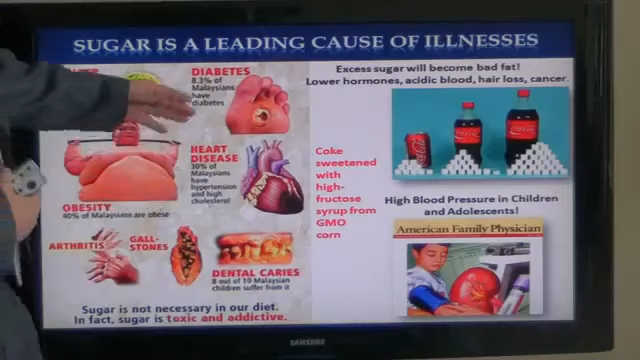 SUGAR IS A LEADING CAUSE OF ILLNESSES
DIABETES
8.3% of
Malaysians
have
diabetes
HEART
DISEASE
30% of
Malaysians
have
hypertension
and high
cholesterol
OBESITY
40% of Malaysians are obese
ARTHRITIS
GALL-
STONES
DENTAL CARIES
8 out of 10 Malaysian
children suffer from it
Sugar is not necessary in our diet.
In fact, sugar is toxic and addictive.
Excess sugar will become bad fat!
Lower hormones, acidic blood, hair loss, cancer.
Coke
sweetened
with
high-
fructose
syrup from
GMO
corn
High Blood Pressure in Children
and Adolescents!
American Family Physician
SAMSUNG